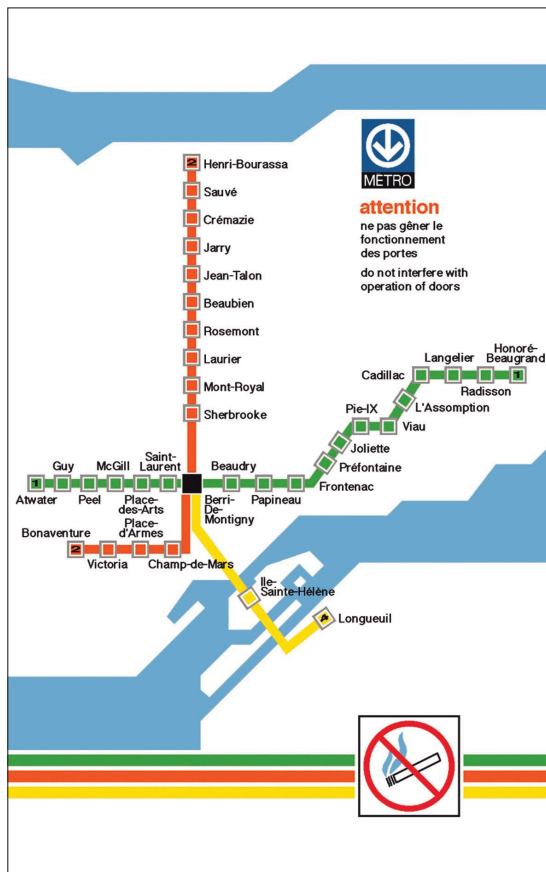 2
Henri-Bourassa
Sauvé
Crémazie
Jarry
Jean-Talon
Beaubien
Rosemont
Laurier
Mont-Royal
Sherbrooke
MÉTRO
attention
ne pas gêner le
fonctionnement
des portes
do not interfere with
operation of doors
Honoré-
Beaugrand
1
Langelier
Cadillac
Radisson
L'Assomption
Pie-IX
Viau
Joliette
Préfontaine
Frontenac
Saint-
Laurent
Guy
McGill
Beaudry
1
Atwater
Peel
Place-
des-Arts
Berri-
De-
Montigny
Papineau
Bonaventure
Place-
d'Armes
2
Victoria
Champ-de-Mars
Ile-
Sainte-Hélène
4
Longueuil